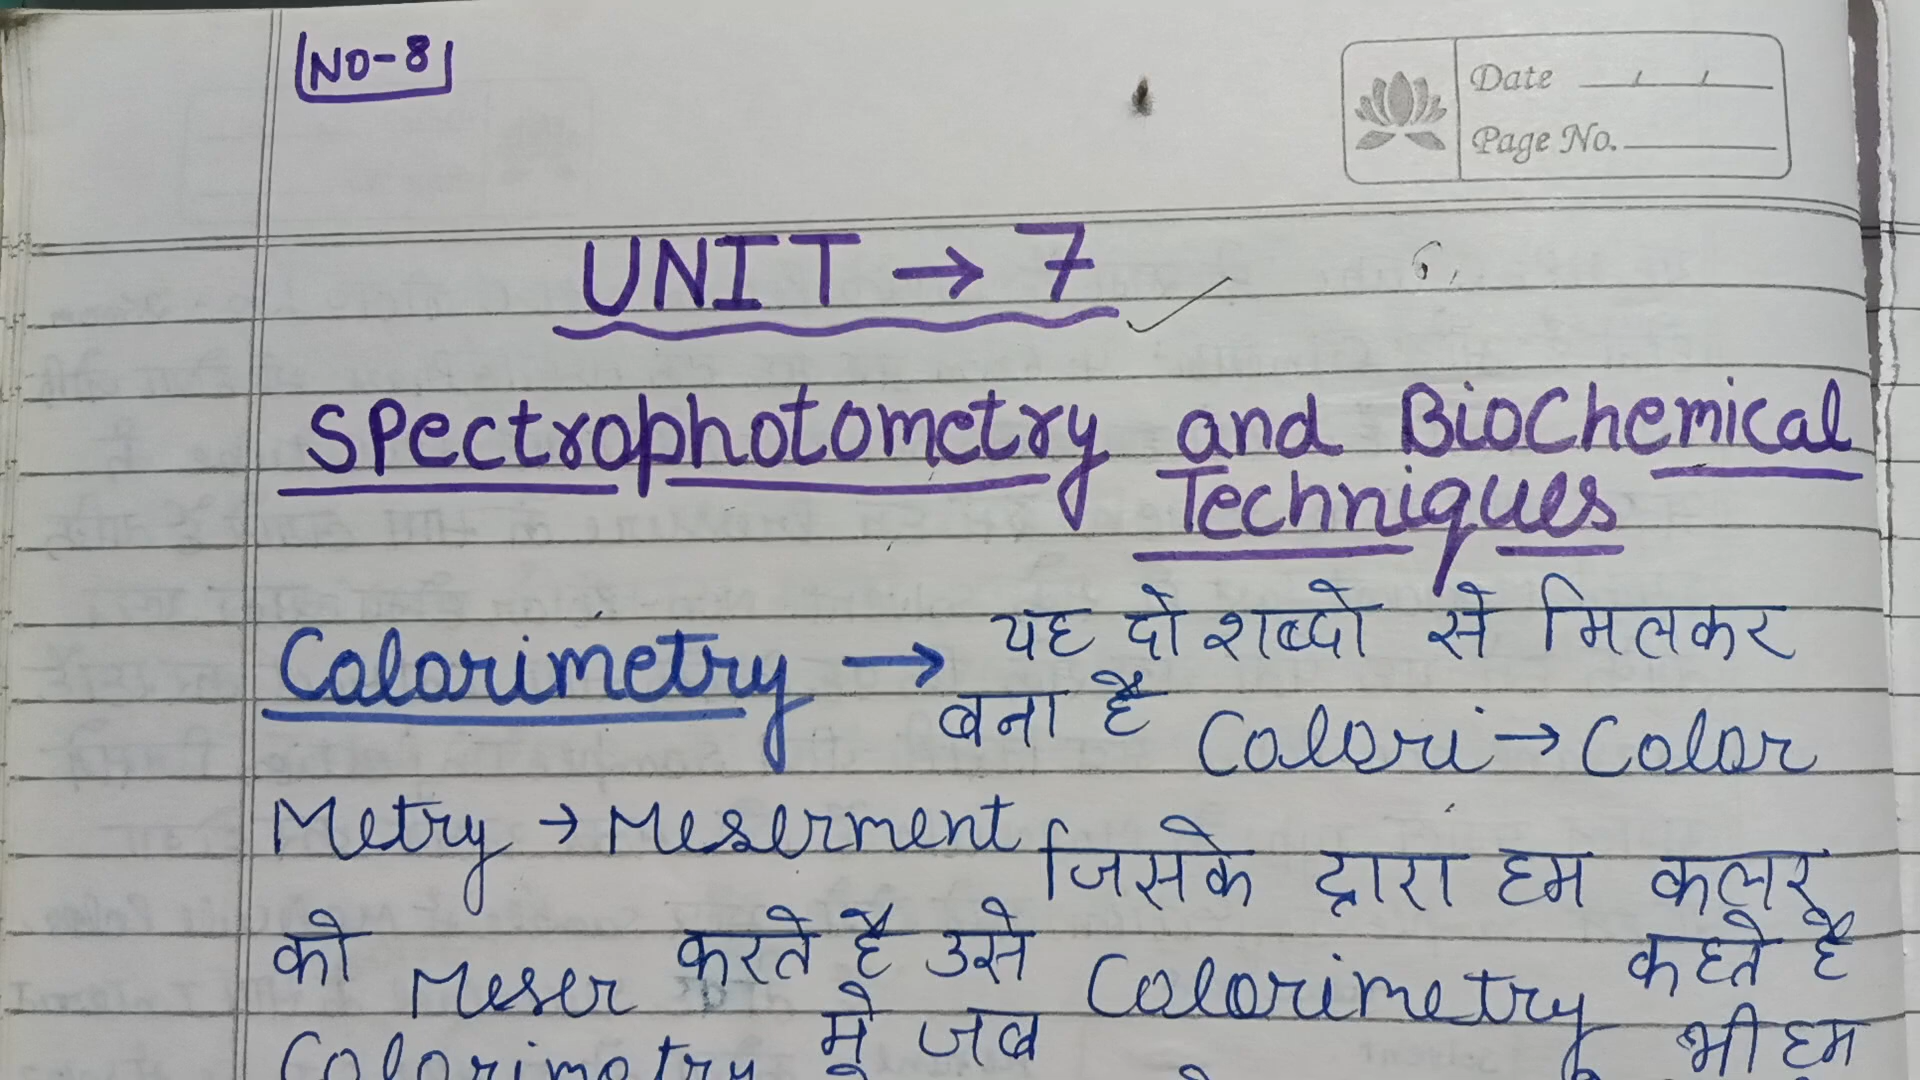 NO-8
Date
Page No.
UNIT → 7
Spectrophotometry and BioChemical
Techniques
Calorimetry → यह दो शब्दो से मिलकर
बना है Calori → Color
Metry → Meserment जिसके द्वारा हम कलर
को Meser करते है उसे Calorimetry कहते है
Calorimetry मे जब भी हम